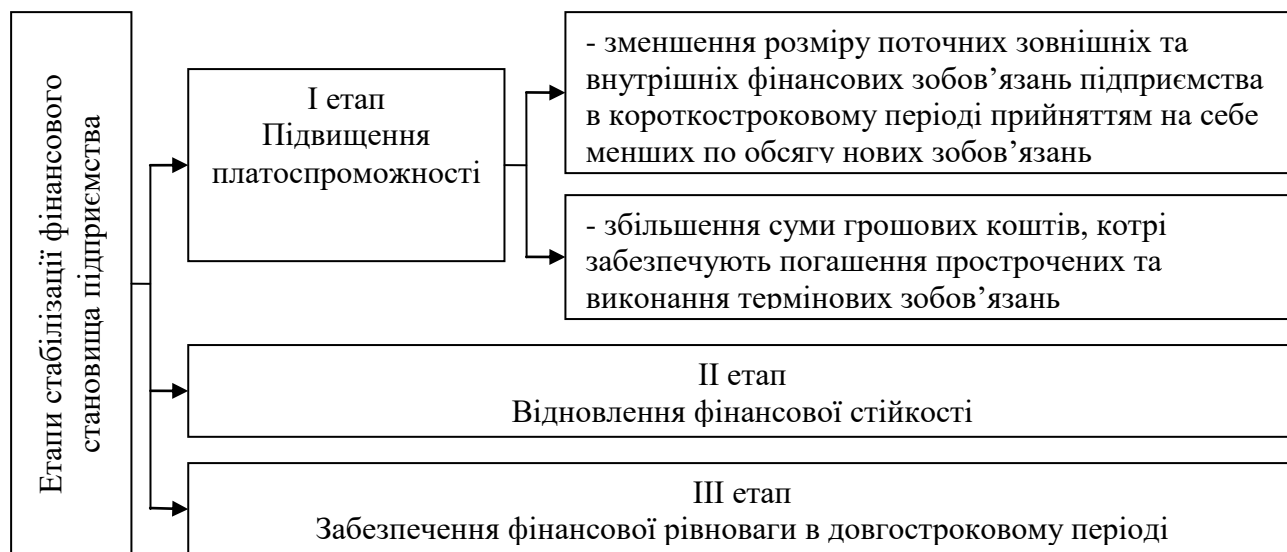 Етапи стабілізації фінансового
становища підприємства
І етап
Підвищення
платоспроможності
- зменшення розміру поточних зовнішніх та
внутрішніх фінансових зобов’язань підприємства
в короткостроковому періоді прийняттям на себе
менших по обсягу нових зобов’язань
- збільшення суми грошових коштів, котрі
забезпечують погашення прострочених та
виконання термінових зобов’язань
ІІ етап
Відновлення фінансової стійкості
ІІІ етап
Забезпечення фінансової рівноваги в довгостроковому періоді